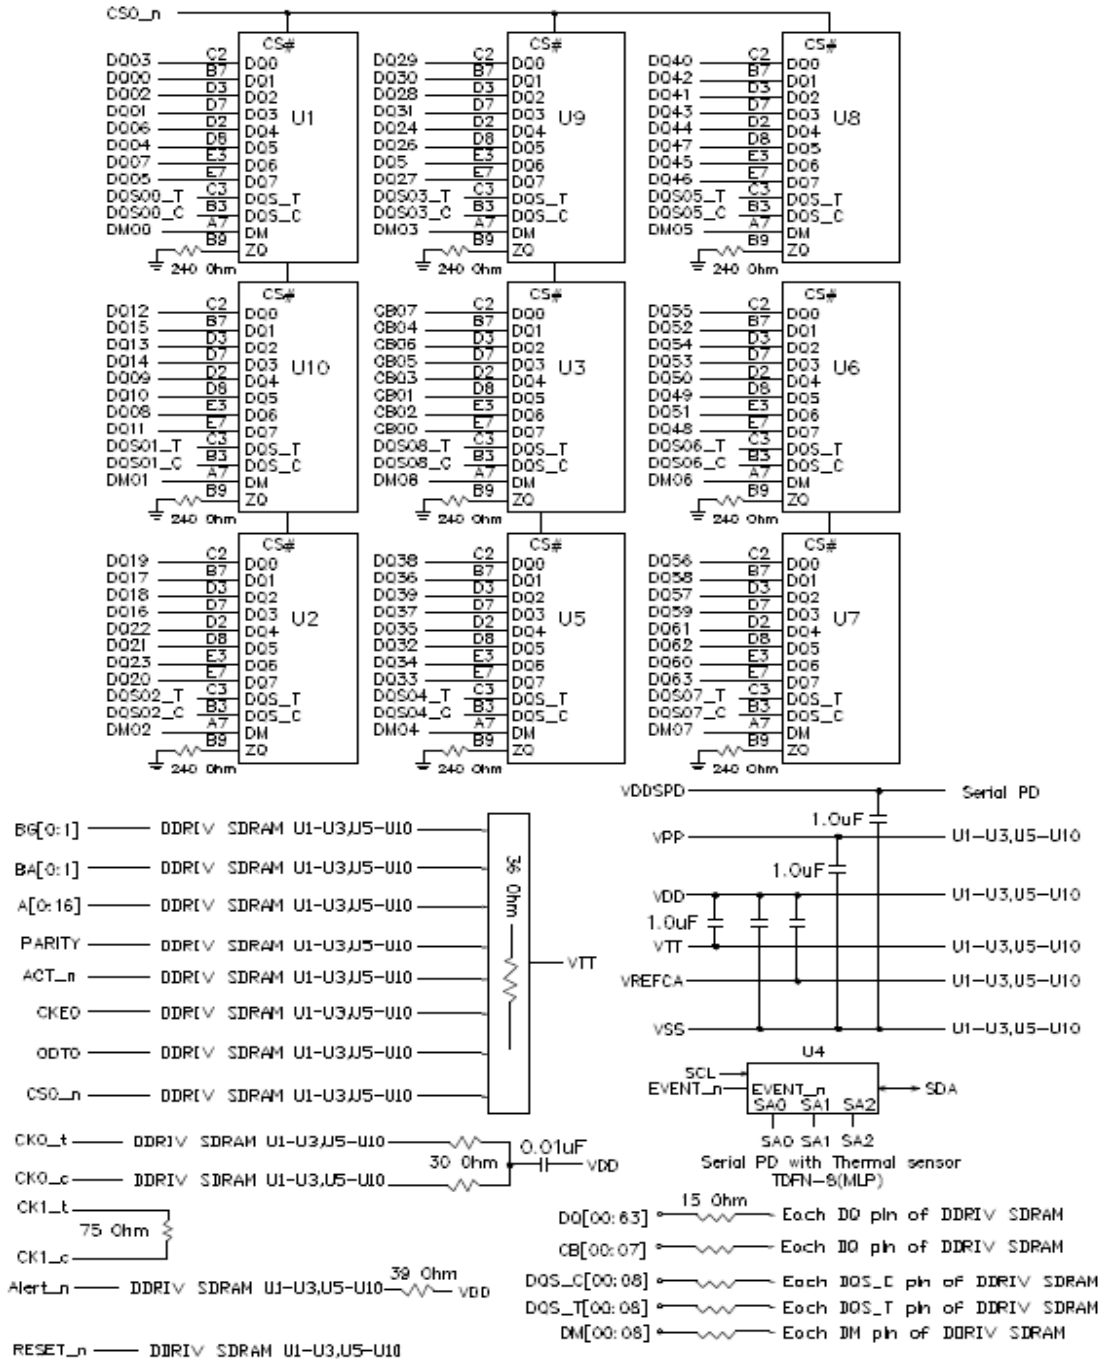 CS0_n
CS#
DQ03 C2 DQ0
DQ00 B7 DQ1
DQ02 D3 DQ2
DQ01 D7 DQ3
DQ06 D2 DQ4
DQ04 D8 DQ5
DQ07 E3 DQ6
DQ05 E7 DQ7
DQS00_T C3 DQS_T
DQS00_C B3 DQS_C
DM00 A7 DM
B9 ZQ
U1
240 Ohm
CS#
DQ29 C2 DQ0
DQ30 B7 DQ1
DQ28 D3 DQ2
DQ31 D7 DQ3
DQ24 D2 DQ4
DQ26 D8 DQ5
DQ5 E3 DQ6
DQ27 E7 DQ7
DQS03_T C3 DQS_T
DQS03_C B3 DQS_C
DM03 A7 DM
B9 ZQ
U9
240 Ohm
CS#
DQ40 C2 DQ0
DQ42 B7 DQ1
DQ41 D3 DQ2
DQ43 D7 DQ3
DQ44 D2 DQ4
DQ47 D8 DQ5
DQ45 E3 DQ6
DQ46 E7 DQ7
DQS05_T C3 DQS_T
DQS05_C B3 DQS_C
DM05 A7 DM
B9 ZQ
U8
240 Ohm
CS#
DQ12 C2 DQ0
DQ15 B7 DQ1
DQ13 D3 DQ2
DQ14 D7 DQ3
DQ09 D2 DQ4
DQ10 D8 DQ5
DQ08 E3 DQ6
DQ11 E7 DQ7
DQS01_T C3 DQS_T
DQS01_C B3 DQS_C
DM01 A7 DM
B9 ZQ
U10
240 Ohm
CS#
CB07 C2 DQ0
CB04 B7 DQ1
CB06 D3 DQ2
CB05 D7 DQ3
CB03 D2 DQ4
CB01 D8 DQ5
CB02 E3 DQ6
CB00 E7 DQ7
DQS08_T C3 DQS_T
DQS08_C B3 DQS_C
DM08 A7 DM
B9 ZQ
U3
240 Ohm
CS#
DQ55 C2 DQ0
DQ52 B7 DQ1
DQ54 D3 DQ2
DQ53 D7 DQ3
DQ50 D2 DQ4
DQ49 D8 DQ5
DQ51 E3 DQ6
DQ48 E7 DQ7
DQS06_T C3 DQS_T
DQS06_C B3 DQS_C
DM06 A7 DM
B9 ZQ
U6
240 Ohm
CS#
DQ19 C2 DQ0
DQ17 B7 DQ1
DQ18 D3 DQ2
DQ16 D7 DQ3
DQ22 D2 DQ4
DQ21 D8 DQ5
DQ23 E3 DQ6
DQ20 E7 DQ7
DQS02_T C3 DQS_T
DQS02_C B3 DQS_C
DM02 A7 DM
B9 ZQ
U2
240 Ohm
CS#
DQ38 C2 DQ0
DQ36 B7 DQ1
DQ39 D3 DQ2
DQ37 D7 DQ3
DQ35 D2 DQ4
DQ32 D8 DQ5
DQ34 E3 DQ6
DQ33 E7 DQ7
DQS04_T C3 DQS_T
DQS04_C B3 DQS_C
DM04 A7 DM
B9 ZQ
U5
240 Ohm
CS#
DQ56 C2 DQ0
DQ58 B7 DQ1
DQ57 D3 DQ2
DQ59 D7 DQ3
DQ61 D2 DQ4
DQ62 D8 DQ5
DQ60 E3 DQ6
DQ63 E7 DQ7
DQS07_T C3 DQS_T
DQS07_C B3 DQS_C
DM07 A7 DM
B9 ZQ
U7
240 Ohm
BG[0:1] DDRIV SDRAM U1-U3,U5-U10
BA[0:1] DDRIV SDRAM U1-U3,U5-U10
A[0:16] DDRIV SDRAM U1-U3,U5-U10
PARITY DDRIV SDRAM U1-U3,U5-U10
ACT_n DDRIV SDRAM U1-U3,U5-U10
CKE0 DDRIV SDRAM U1-U3,U5-U10
ODT0 DDRIV SDRAM U1-U3,U5-U10
CS0_n DDRIV SDRAM U1-U3,U5-U10
36 Ohm
VTT
CK0_t DDRIV SDRAM U1-U3,U5-U10
30 Ohm
0.01uF
VDD
CK0_c DDRIV SDRAM U1-U3,U5-U10
CK1_t
75 Ohm
CK1_c
Alert_n DDRIV SDRAM U1-U3,U5-U10 39 Ohm VDD
RESET_n DDRIV SDRAM U1-U3,U5-U10
VDDSPD Serial PD
1.0uF
VPP U1-U3,U5-U10
1.0uF
VDD U1-U3,U5-U10
1.0uF
VTT U1-U3,U5-U10
VREFCA U1-U3,U5-U10
VSS U1-U3,U5-U10
U4
SCL
EVENT_n EVENT_n SDA
SA0 SA1 SA2
SA0 SA1 SA2
Serial PD with Thermal sensor
TDFN-8(MLP)
15 Ohm
DQ[00:63] Each DQ pin of DDRIV SDRAM
CB[00:07] Each DQ pin of DDRIV SDRAM
DQS_C[00:08] Each DQS_C pin of DDRIV SDRAM
DQS_T[00:08] Each DQS_T pin of DDRIV SDRAM
DM[00:08] Each DM pin of DDRIV SDRAM